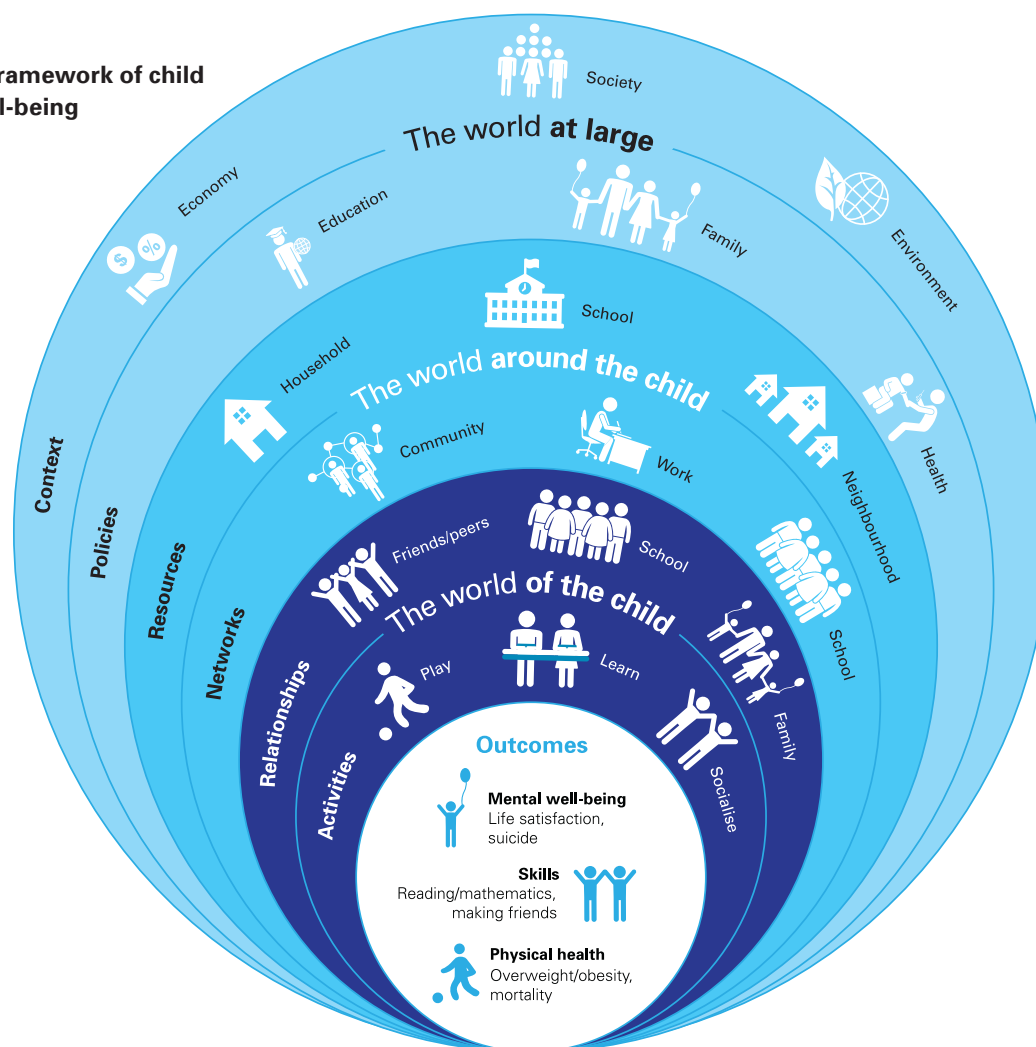 ramework of child
l-being
Society
The world at large
Economy
Education
Family
Environment
School
Household
The world around the child
Community
Work
Health
Neighbourhood
Context
Policies
Resources
Networks
Friends/peers
School
School
The world of the child
Play
Learn
Family
Socialise
Relationships
Activities
Outcomes
Mental well-being
Life satisfaction,
suicide
Skills
Reading/mathematics,
making friends
Physical health
Overweight/obesity,
mortality
$
%